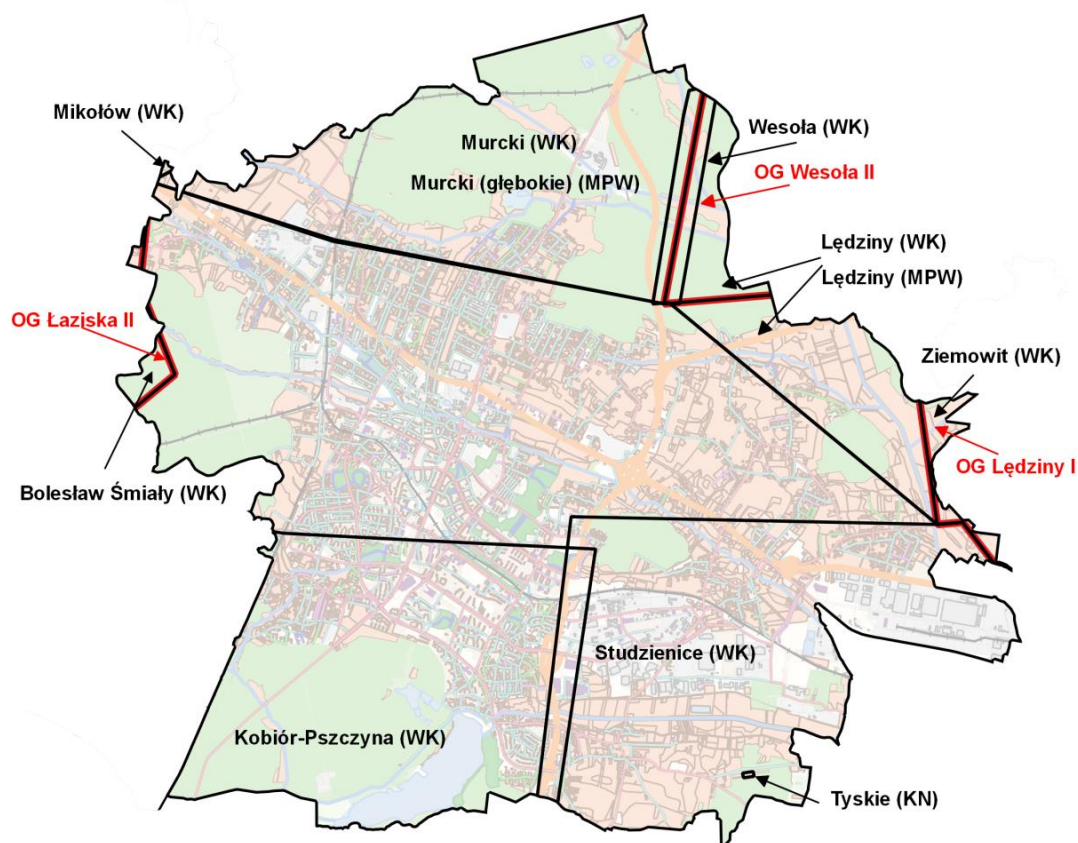 Mikołów (WK)
Murcki (WK)
Murcki (głębokie) (MPW)
Wesoła (WK)
OG Wesoła II
Lędziny (WK)
Lędziny (MPW)
OG Łaziska II
Ziemowit (WK)
OG Lędziny I
Bolesław Śmiały (WK)
Studzienice (WK)
Kobiór-Pszczyna (WK)
Tyskie (KN)